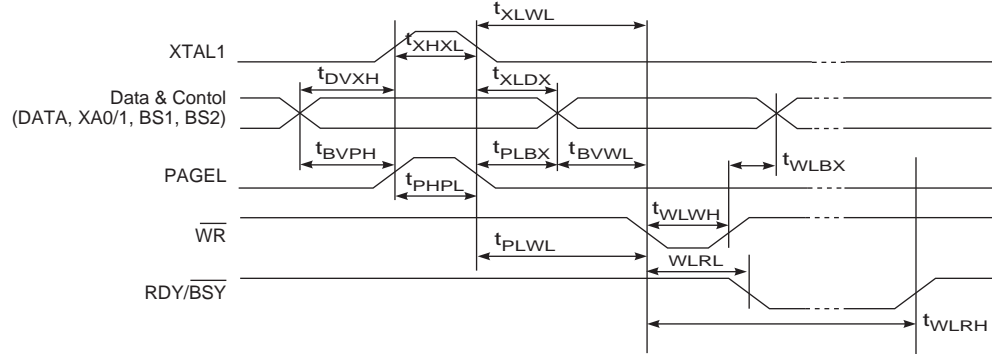 tXLWL
XTAL1
tXHXL
tDVXH
tXLDX
Data & Contol
(DATA, XA0/1, BS1, BS2)
tBVPH
tPLBX
tBVWL
tWLBX
PAGEL
tPHPL
tWLWH
WR
tPLWL
WLRL
RDY/BSY
tWLRH